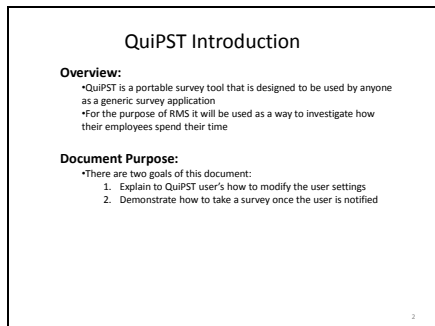 QuiPST Introduction
Overview:
•QuiPST is a portable survey tool that is designed to be used by anyone
as a generic survey application
•For the purpose of RMS it will be used as a way to investigate how
their employees spend their time
Document Purpose:
•There are two goals of this document:
1. Explain to QuiPST user's how to modify the user settings
2. Demonstrate how to take a survey once the user is notified
2